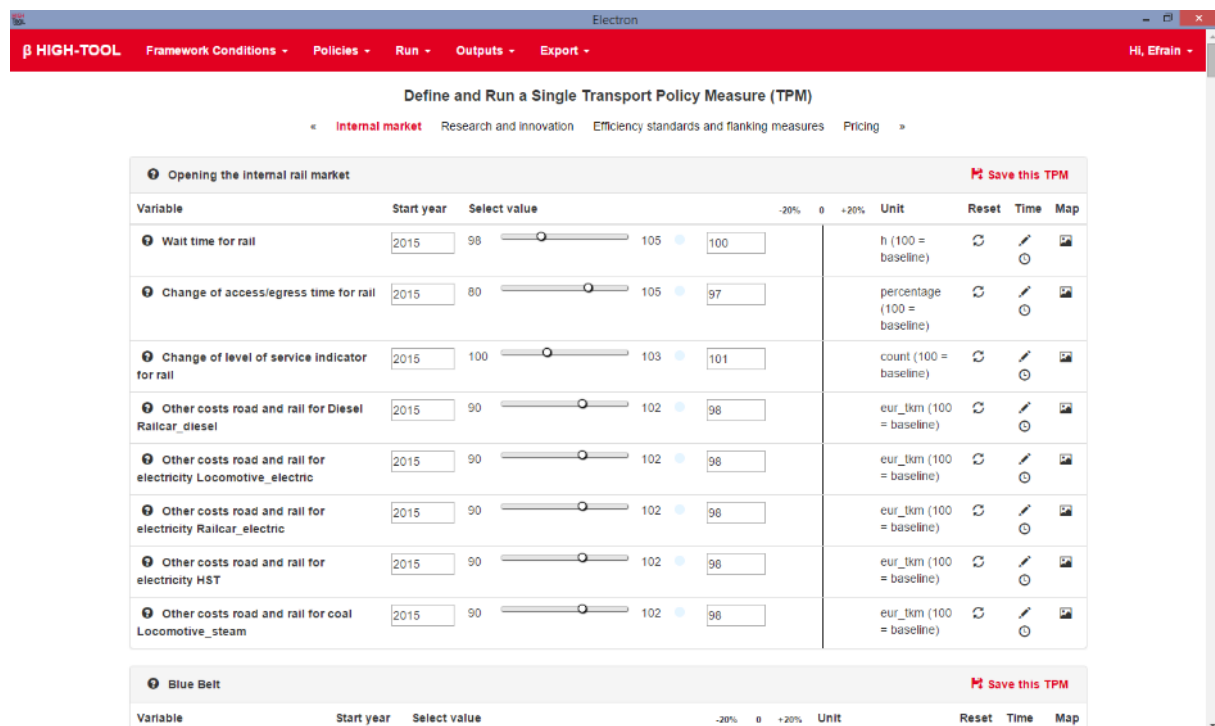 HIGH TOOL
Electron
β HIGH-TOOL Framework Conditions Policies Run Outputs Export Hi, Efrain
Define and Run a Single Transport Policy Measure (TPM)
« Internal market Research and innovation Efficiency standards and flanking measures Pricing »
Opening the internal rail market Save this TPM
Variable Start year Select value -20% 0 +20% Unit Reset Time Map
Wait time for rail 2015 98 105 100 h (100 =
baseline)
Change of access/egress time for rail 2015 80 105 97 percentage
(100 =
baseline)
Change of level of service indicator 2015 100 103 101 count (100 =
for rail baseline)
Other costs road and rail for Diesel 2015 90 102 98 eur_tkm (100
Railcar_diesel = baseline)
Other costs road and rail for 2015 90 102 98 eur_tkm (100
electricity Locomotive_electric = baseline)
Other costs road and rail for 2015 90 102 98 eur_tkm (100
electricity Railcar_electric = baseline)
Other costs road and rail for 2015 90 102 98 eur_tkm (100
electricity HST = baseline)
Other costs road and rail for coal 2015 90 102 98 eur_tkm (100
Locomotive_steam = baseline)
Blue Belt Save this TPM
Variable Start year Select value -20% 0 +20% Unit Reset Time Map